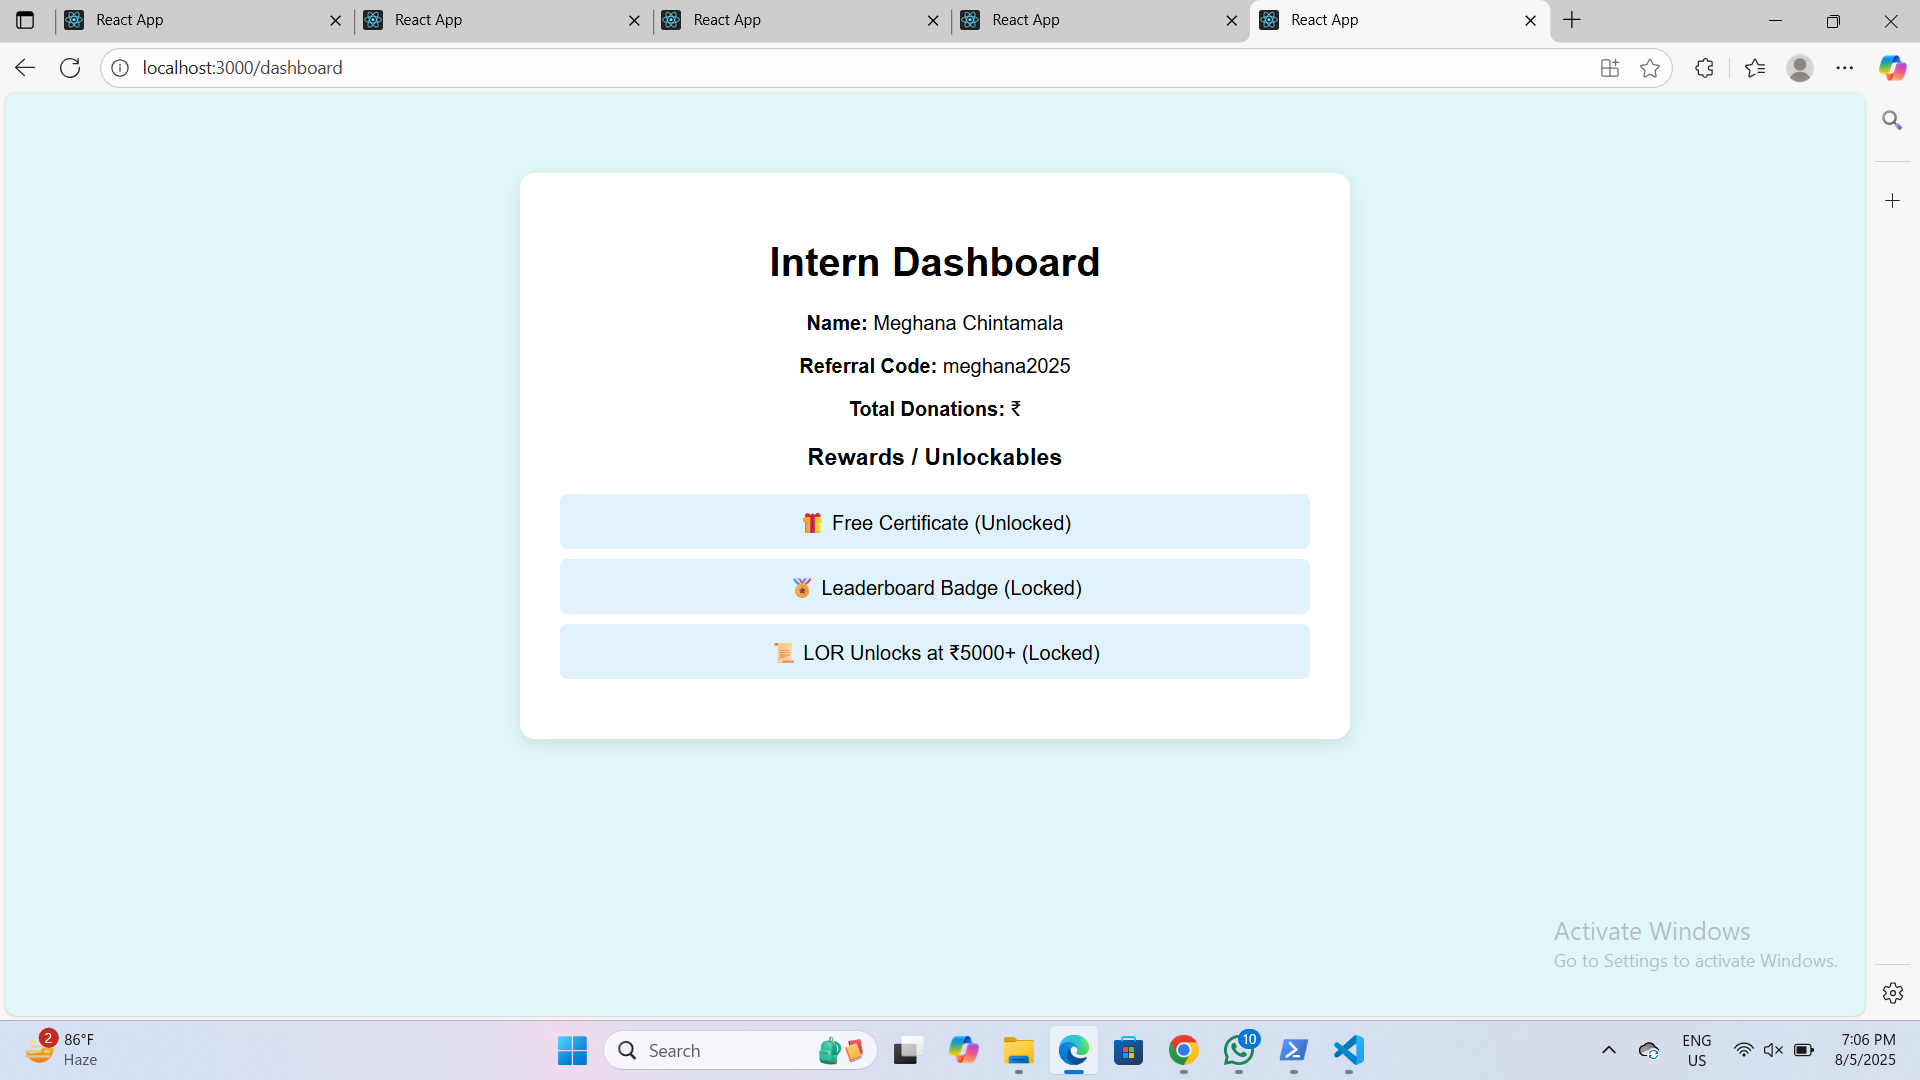 React App
React App
React App
React App
React App
localhost:3000/dashboard
Intern Dashboard
Name: Meghana Chintamala
Referral Code: meghana2025
Total Donations: ₹
Rewards / Unlockables
🎁 Free Certificate (Unlocked)
🏅 Leaderboard Badge (Locked)
📜 LOR Unlocks at ₹5000+ (Locked)
Activate Windows
Go to Settings to activate Windows.
2
86°F
Haze
Search
10
ENG
US
7:06 PM
8/5/2025